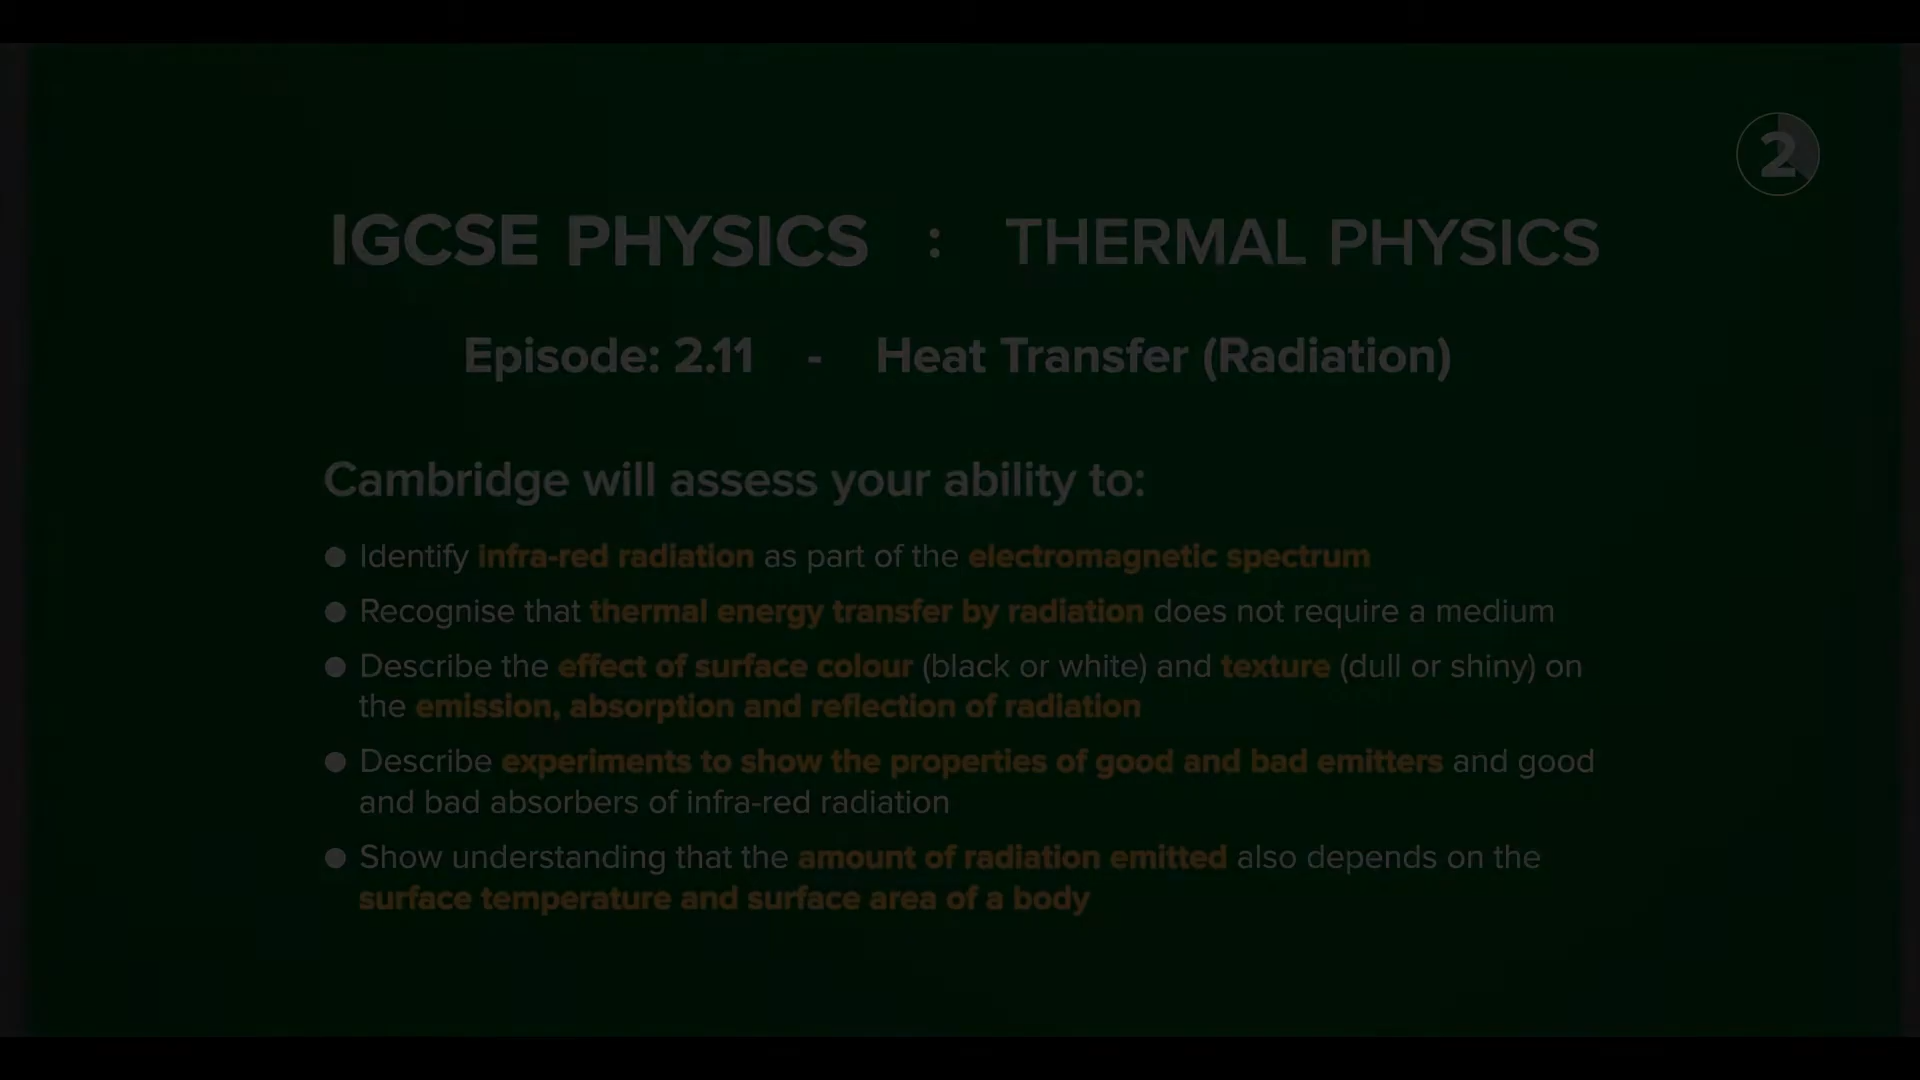 2
IGCSE PHYSICS : THERMAL PHYSICS
Episode: 2.11 - Heat Transfer (Radiation)
Cambridge will assess your ability to:
● Identify infra-red radiation as part of the electromagnetic spectrum
● Recognise that thermal energy transfer by radiation does not require a medium
● Describe the effect of surface colour (black or white) and texture (dull or shiny) on
the emission, absorption and reflection of radiation
● Describe experiments to show the properties of good and bad emitters and good
and bad absorbers of infra-red radiation
● Show understanding that the amount of radiation emitted also depends on the
surface temperature and surface area of a body